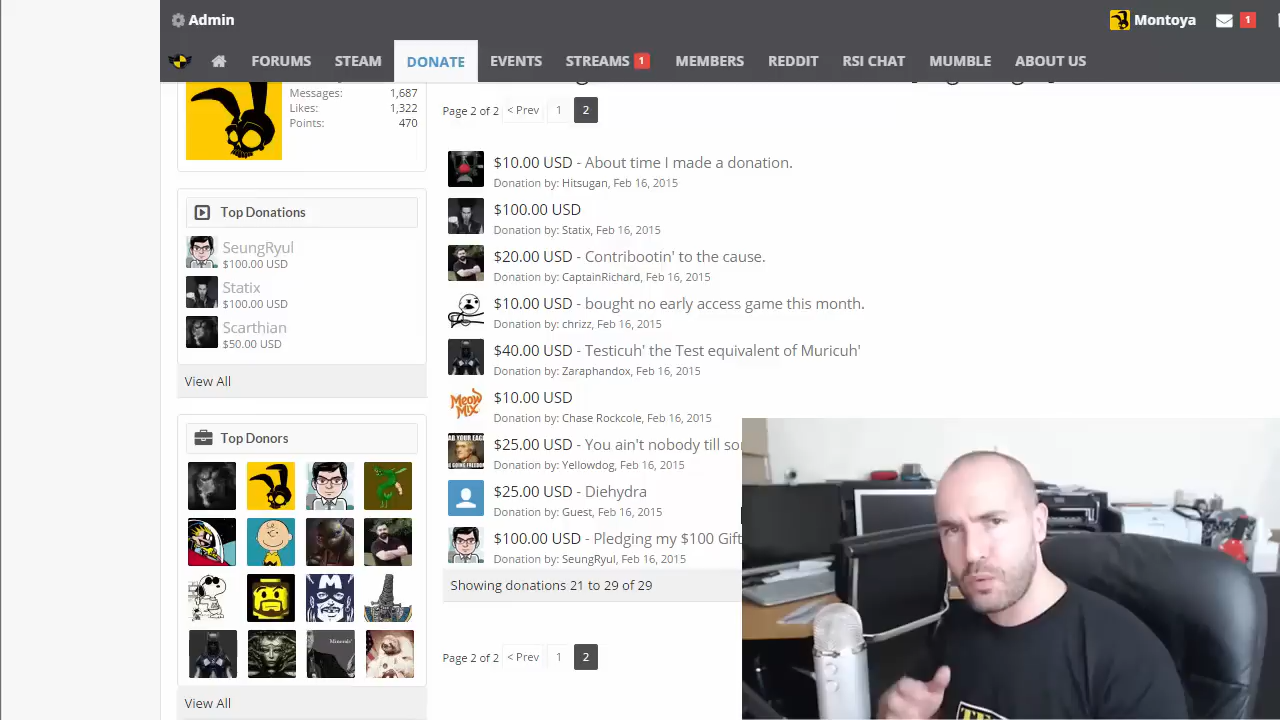 Admin
Montoya
1
FORUMS STEAM DONATE EVENTS STREAMS 1 MEMBERS REDDIT RSI CHAT MUMBLE ABOUT US
Messages: 1,687
Likes: 1,322
Points: 470
Top Donations
SeungRyul
$100.00 USD
Statix
$100.00 USD
Scarthian
$50.00 USD
View All
Top Donors
View All
Page 2 of 2 < Prev 1 2
$10.00 USD - About time I made a donation.
Donation by: Hitsugan, Feb 16, 2015
$100.00 USD
Donation by: Statix, Feb 16, 2015
$20.00 USD - Contribootin' to the cause.
Donation by: CaptainRichard, Feb 16, 2015
$10.00 USD - bought no early access game this month.
Donation by: chrizz, Feb 16, 2015
$40.00 USD - Testicuh' the Test equivalent of Muricuh'
Donation by: Zaraphandox, Feb 16, 2015
MEOW MIX
$10.00 USD
Donation by: Chase Rockcole, Feb 16, 2015
$25.00 USD - You ain't nobody till
Donation by: Yellowdog, Feb 16, 2015
$25.00 USD - Diehydra
Donation by: Guest, Feb 16, 2015
$100.00 USD - Pledging my $100 Gift
Donation by: SeungRyul, Feb 16, 2015
Showing donations 21 to 29 of 29
Page 2 of 2 < Prev 1 2